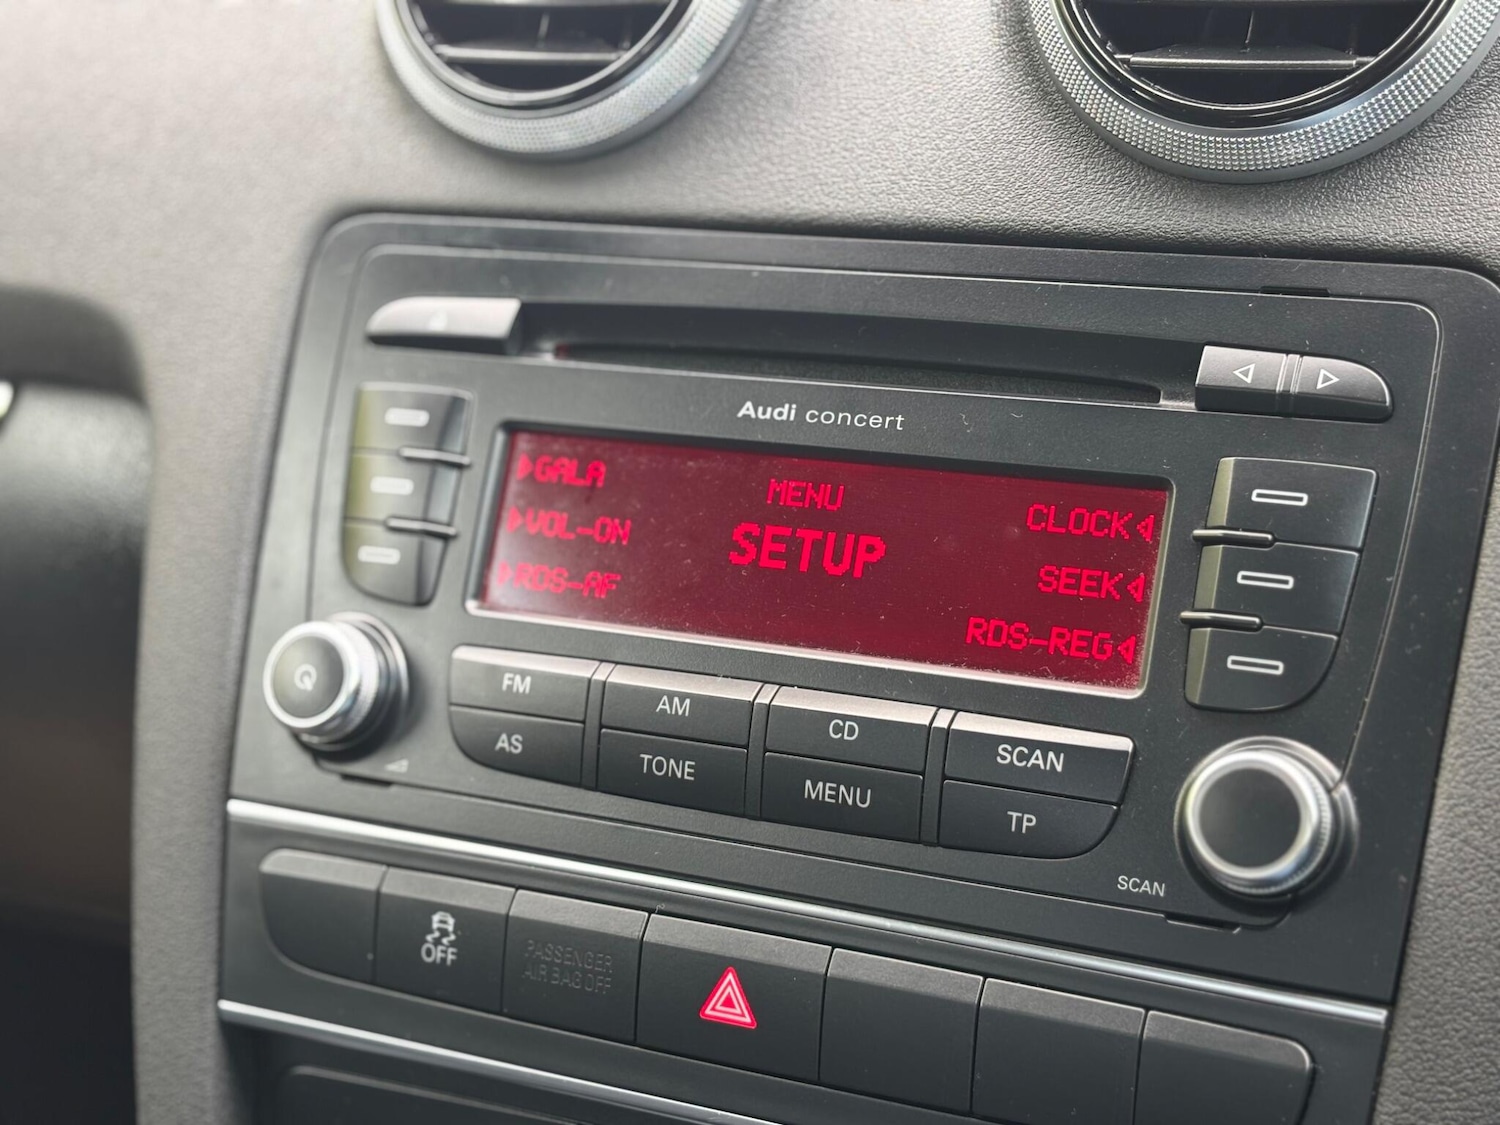 Audi concert
GALA
MENU
CLOCK
VOL-ON
SETUP
SEEK
RDS-AF
RDS-REG
FM
AM
CD
SCAN
AS
TONE
MENU
TP
SCAN
OFF
PASSENGER
AIR BAG OFF